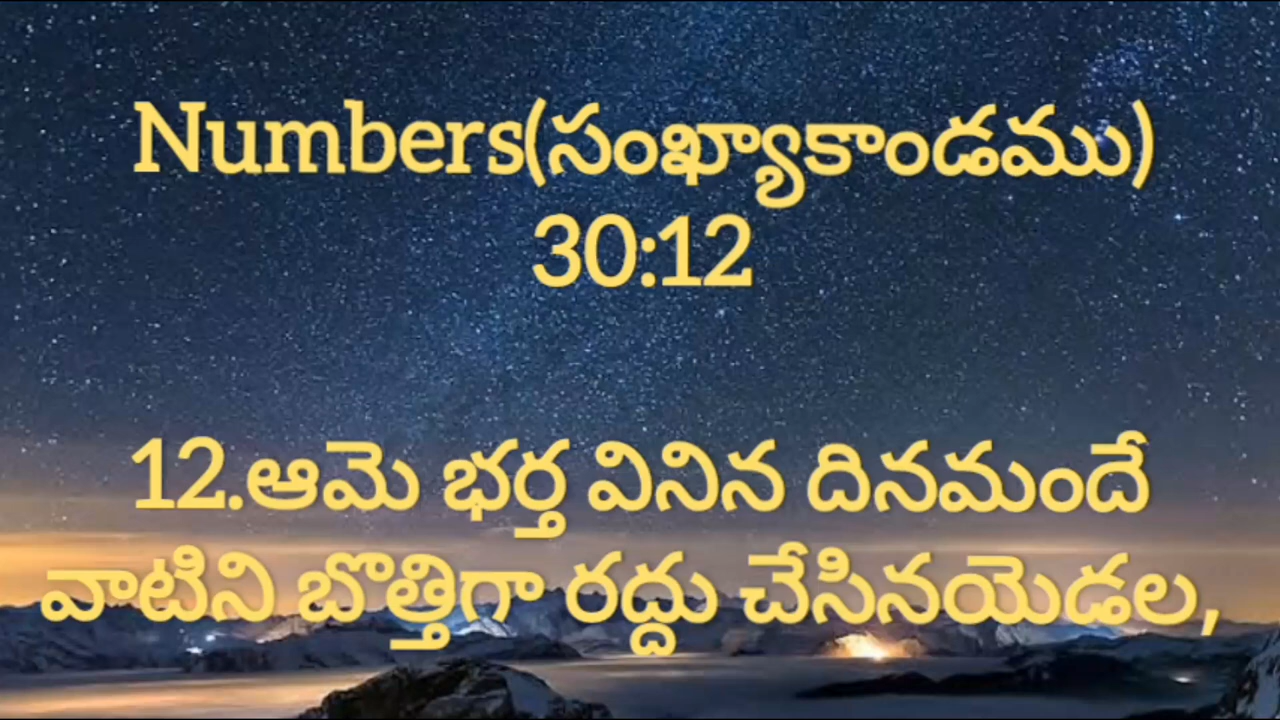 Numbers(సంఖ్యాకాండము)
30:12
12.ఆమె భర్త వినిన దినమందే
వాటిని బొత్తిగా రద్దు చేసినయెడల,